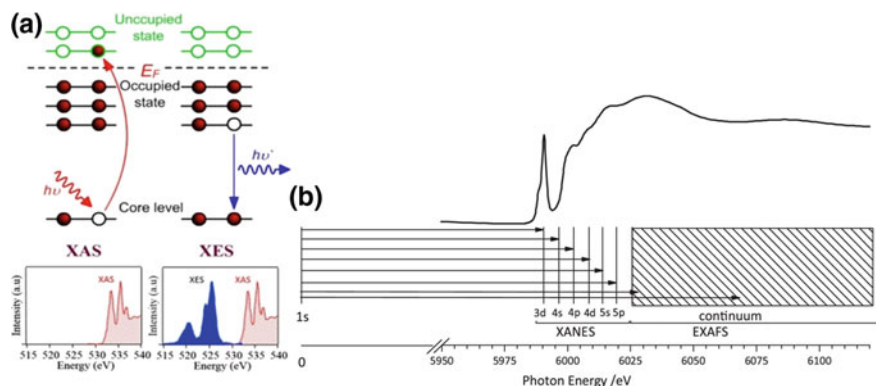 (a)
Unccupied
state
E_F
Occupied
state
hυ
hυ'
Core level
XAS
XES
Intensity (a.u)
XAS
515 520 525 530 535 540
Energy (eV)
Intensity (a.u)
XES
XAS
515 520 525 530 535 540
Energy (eV)
(b)
1s
3d 4s 4p 4d 5s 5p
continuum
XANES
EXAFS
0
5950 5975 6000 6025 6050 6075 6100
Photon Energy /eV